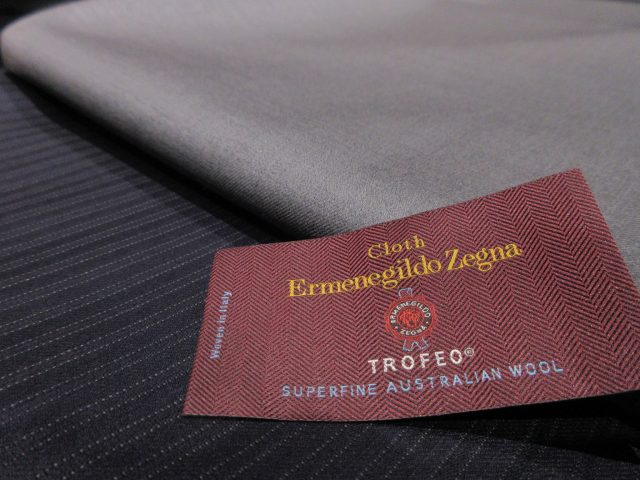 Cloth
Ermenegildo Zegna
ERMENEGILDO
ZEGNA
TROFEO®
SUPERFINE AUSTRALIAN WOOL
Woven in Italy